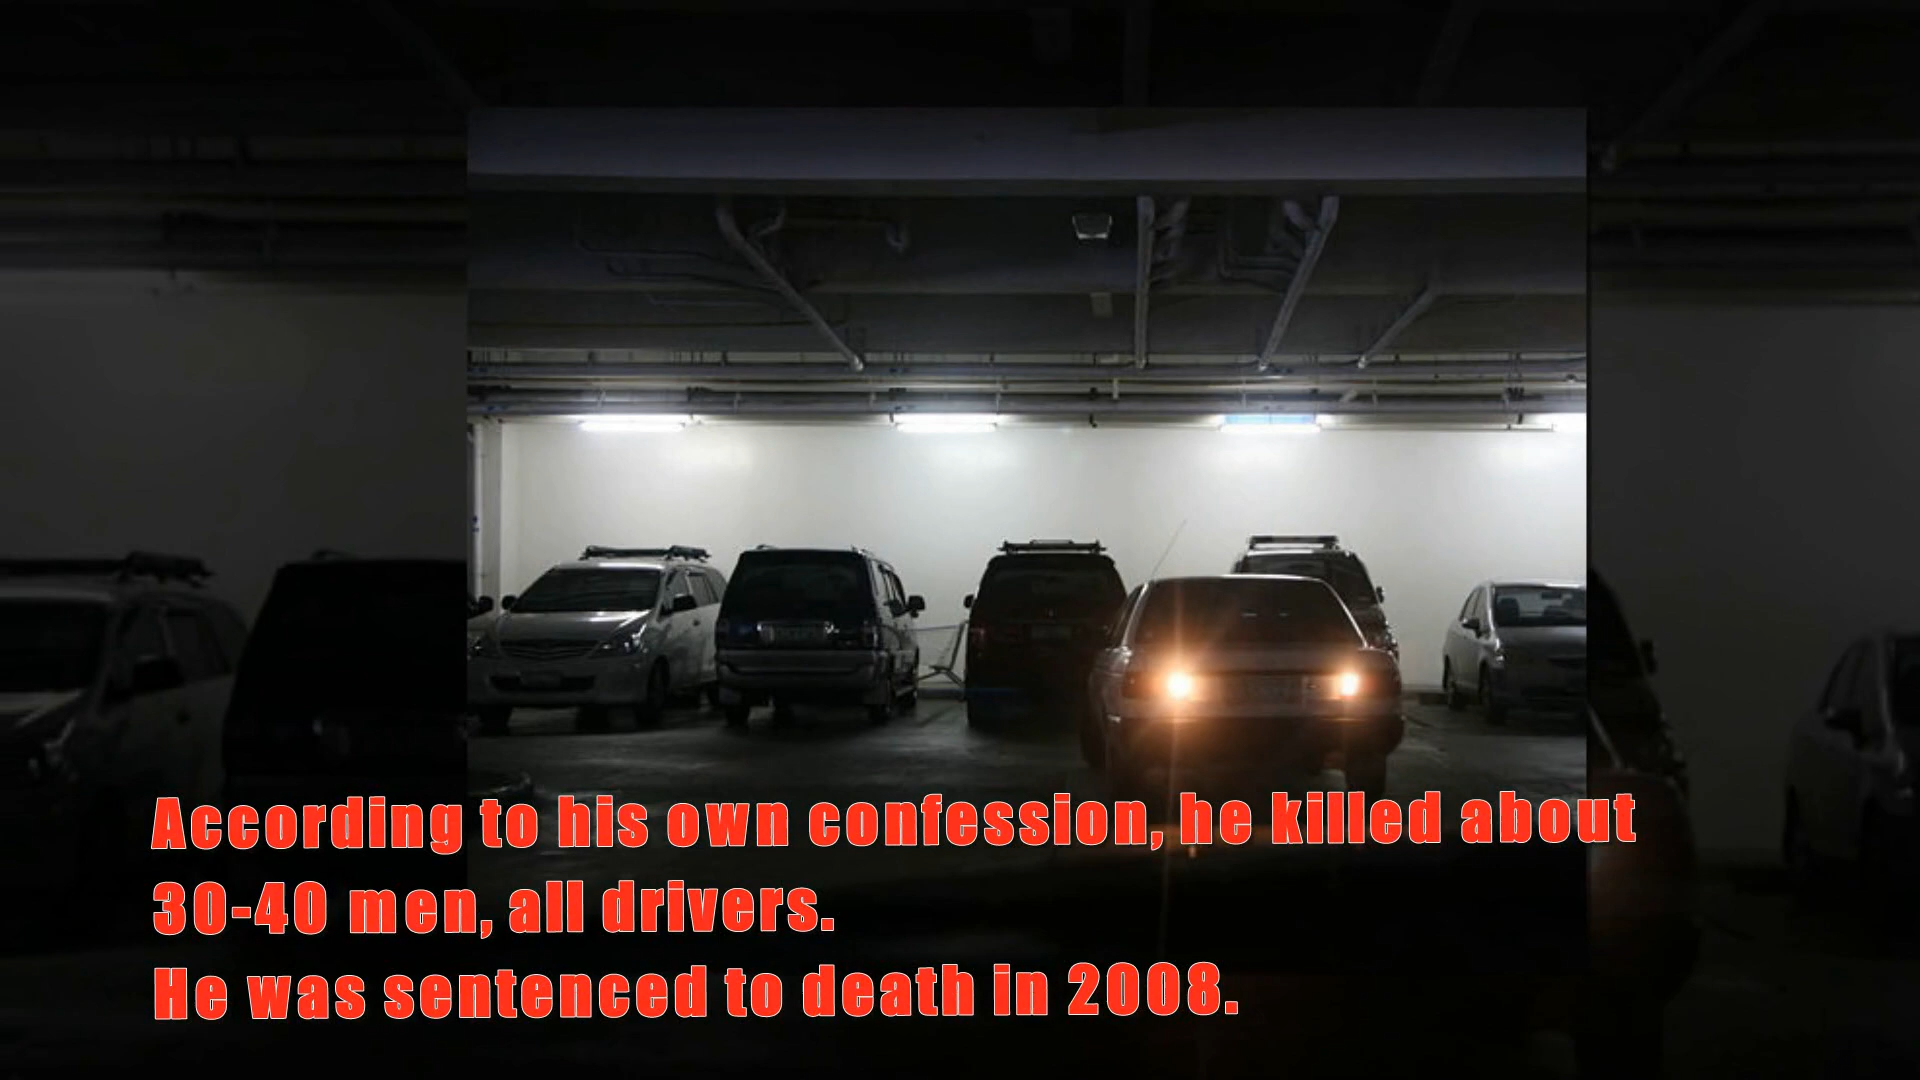 According to his own confession, he killed about
30-40 men, all drivers.
He was sentenced to death in 2008.